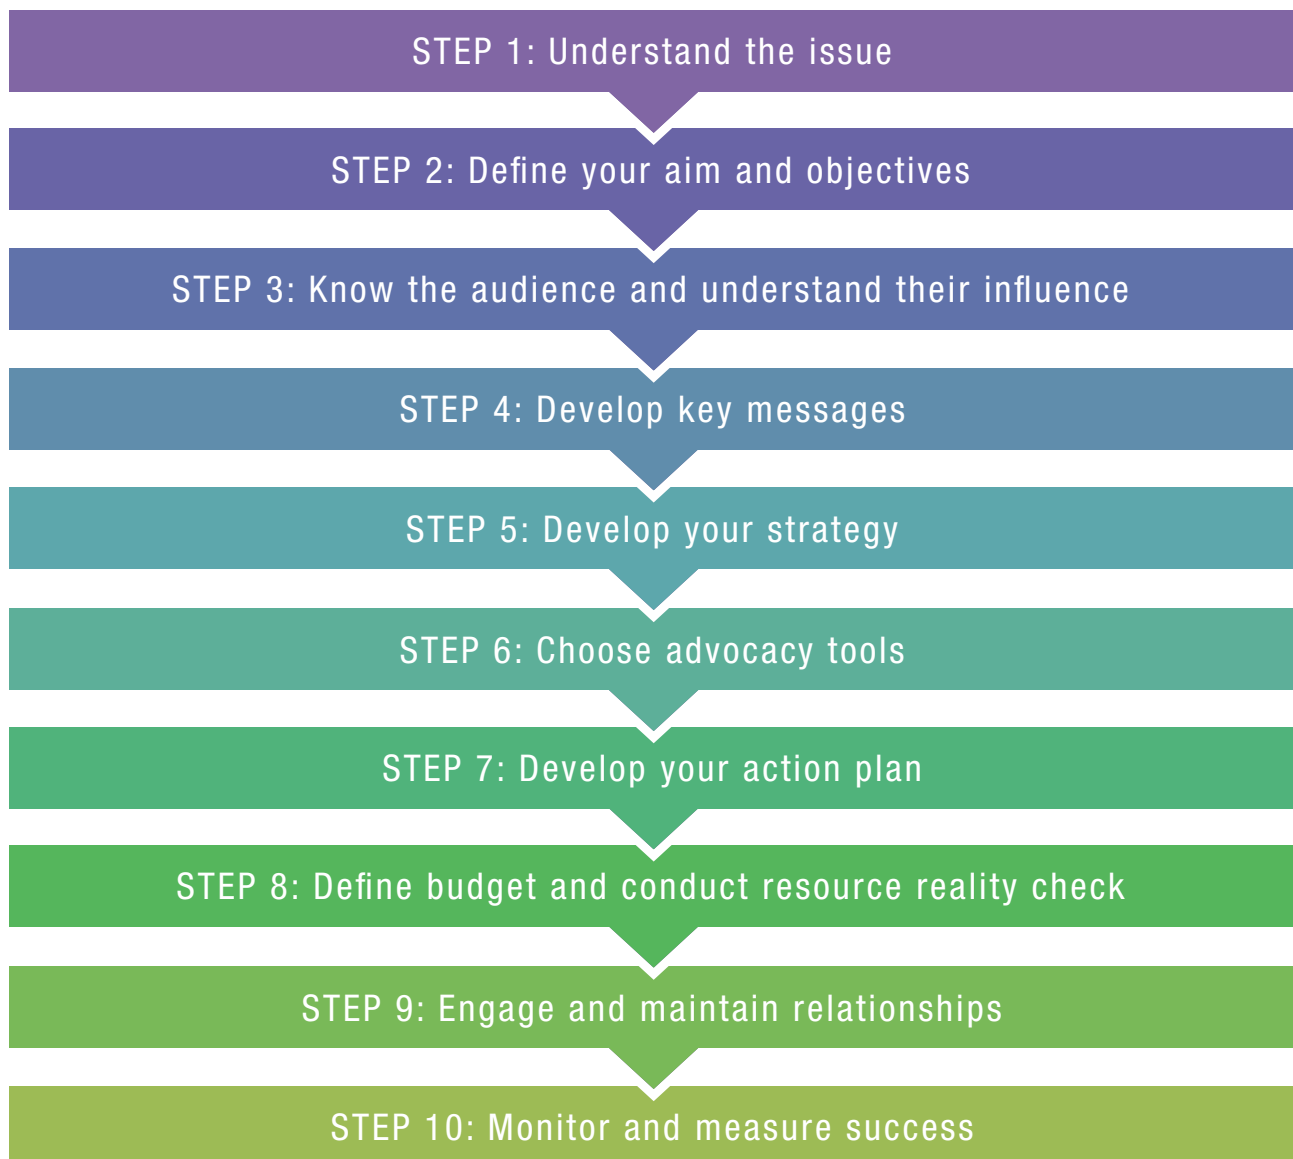 STEP 1: Understand the issue
STEP 2: Define your aim and objectives
STEP 3: Know the audience and understand their influence
STEP 4: Develop key messages
STEP 5: Develop your strategy
STEP 6: Choose advocacy tools
STEP 7: Develop your action plan
STEP 8: Define budget and conduct resource reality check
STEP 9: Engage and maintain relationships
STEP 10: Monitor and measure success